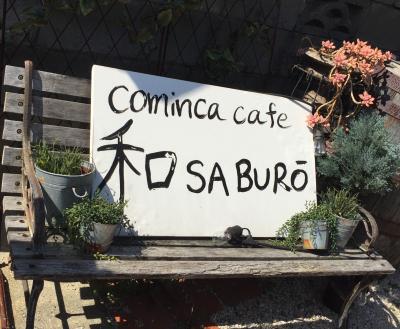 cominca cafe
和 SABURŌ